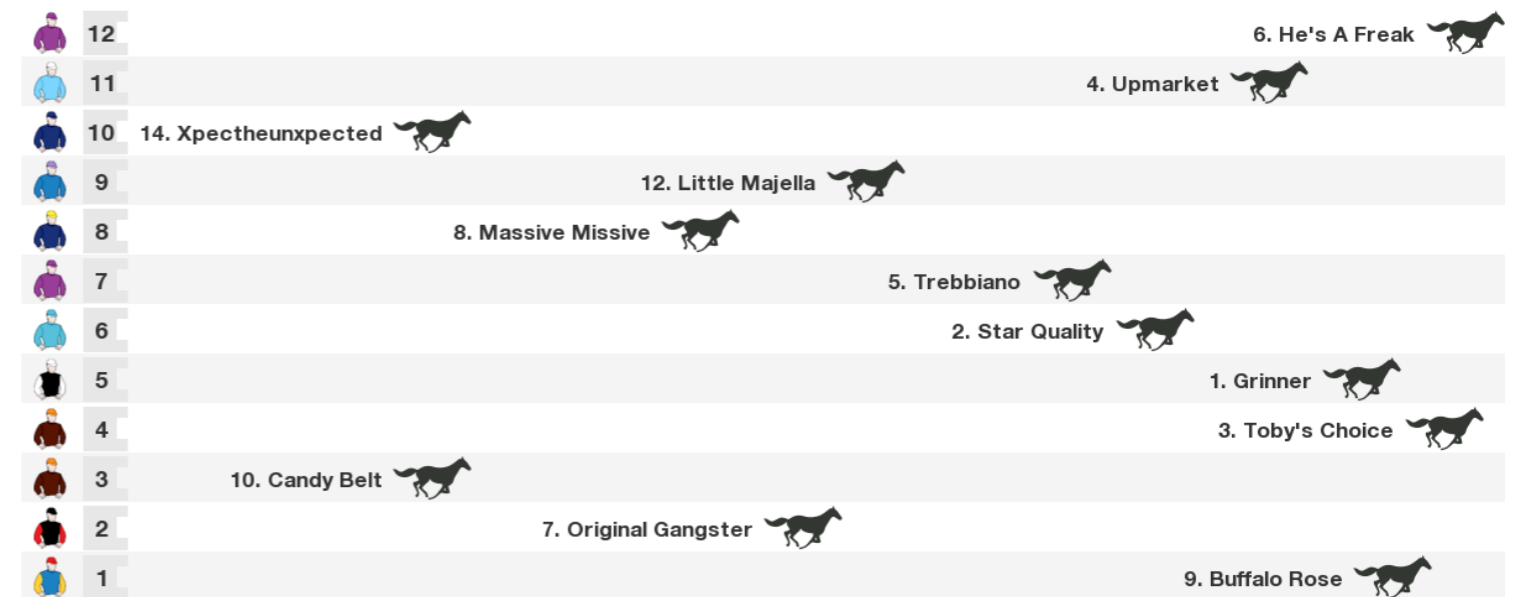 12 6. He's A Freak
11 4. Upmarket
10 14. Xpectheunxpected
9 12. Little Majella
8 8. Massive Missive
7 5. Trebbiano
6 2. Star Quality
5 1. Grinner
4 3. Toby's Choice
3 10. Candy Belt
2 7. Original Gangster
1 9. Buffalo Rose